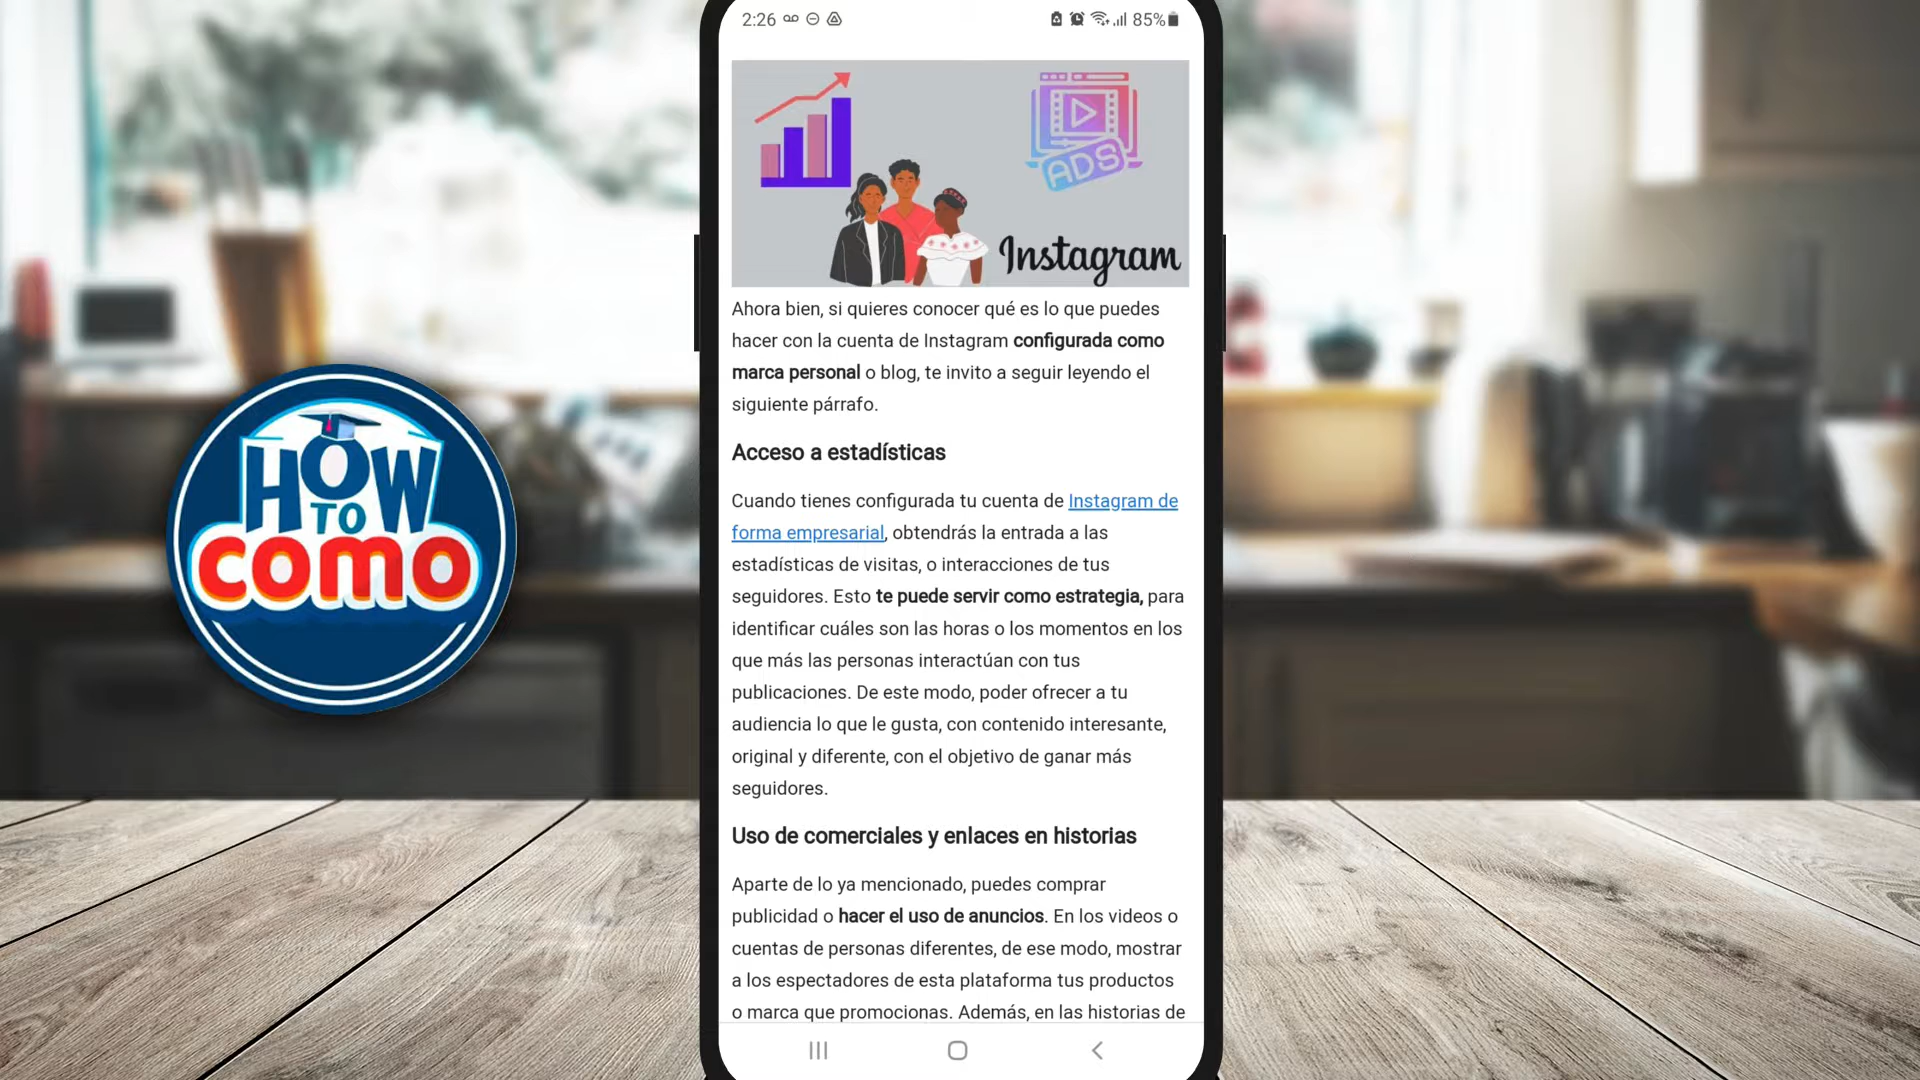 2:26
85%
ADS
Instagram
HOW
TO
COMO
Ahora bien, si quieres conocer qué es lo que puedes
hacer con la cuenta de Instagram configurada como
marca personal o blog, te invito a seguir leyendo el
siguiente párrafo.
Acceso a estadísticas
Cuando tienes configurada tu cuenta de Instagram de
forma empresarial, obtendrás la entrada a las
estadísticas de visitas, o interacciones de tus
seguidores. Esto te puede servir como estrategia, para
identificar cuáles son las horas o los momentos en los
que más las personas interactúan con tus
publicaciones. De este modo, poder ofrecer a tu
audiencia lo que le gusta, con contenido interesante,
original y diferente, con el objetivo de ganar más
seguidores.
Uso de comerciales y enlaces en historias
Aparte de lo ya mencionado, puedes comprar
publicidad o hacer el uso de anuncios. En los videos o
cuentas de personas diferentes, de ese modo, mostrar
a los espectadores de esta plataforma tus productos
o marca que promocionas. Además, en las historias de